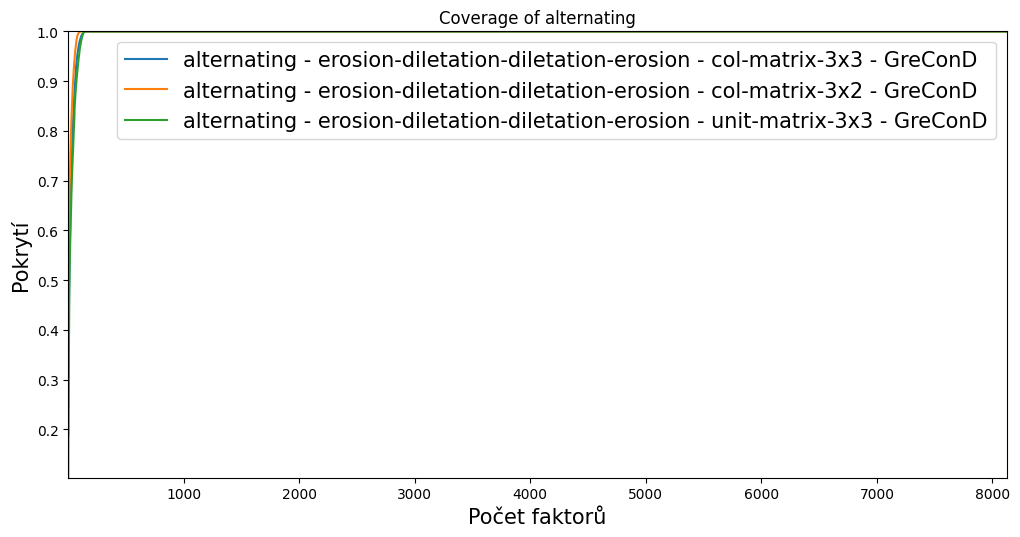 Coverage of alternating
1.0
0.9
0.8
0.7
0.6
0.5
0.4
0.3
0.2
Pokrytí
alternating - erosion-diletation-diletation-erosion - col-matrix-3x3 - GreConD
alternating - erosion-diletation-diletation-erosion - col-matrix-3x2 - GreConD
alternating - erosion-diletation-diletation-erosion - unit-matrix-3x3 - GreConD
1000 2000 3000 4000 5000 6000 7000 8000
Počet faktorů